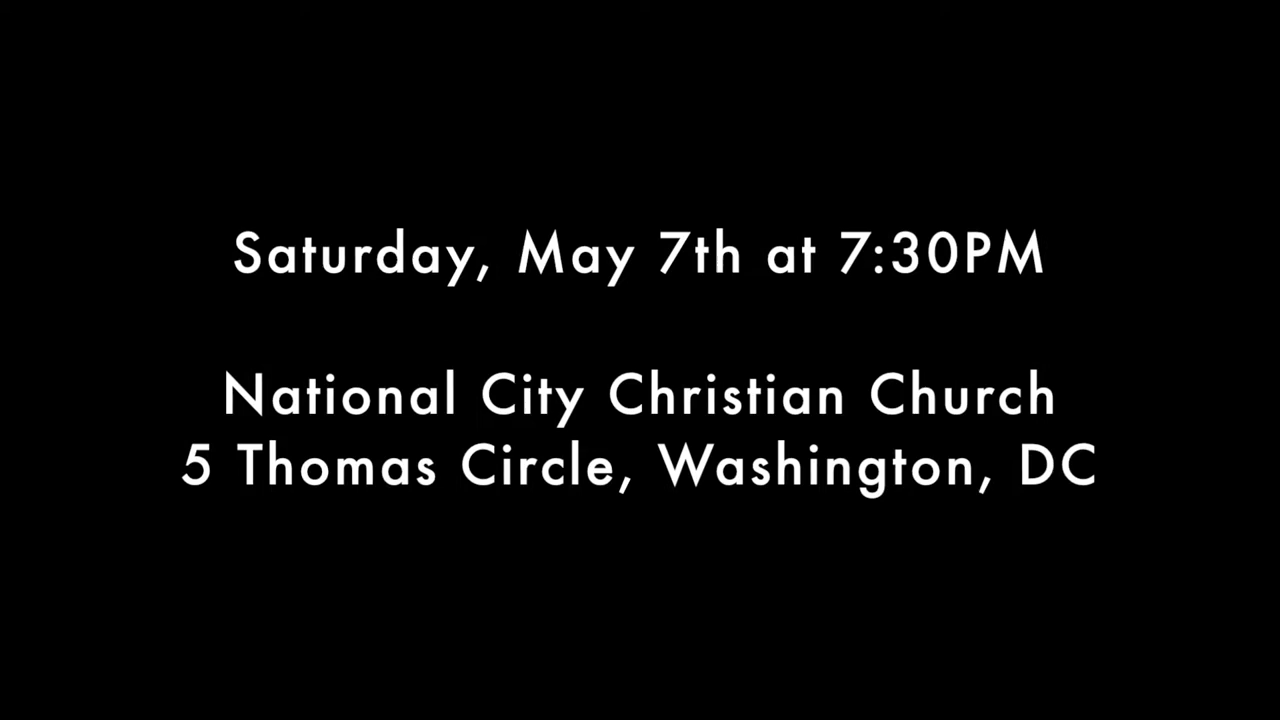 Saturday, May 7th at 7:30PM
National City Christian Church
5 Thomas Circle, Washington, DC